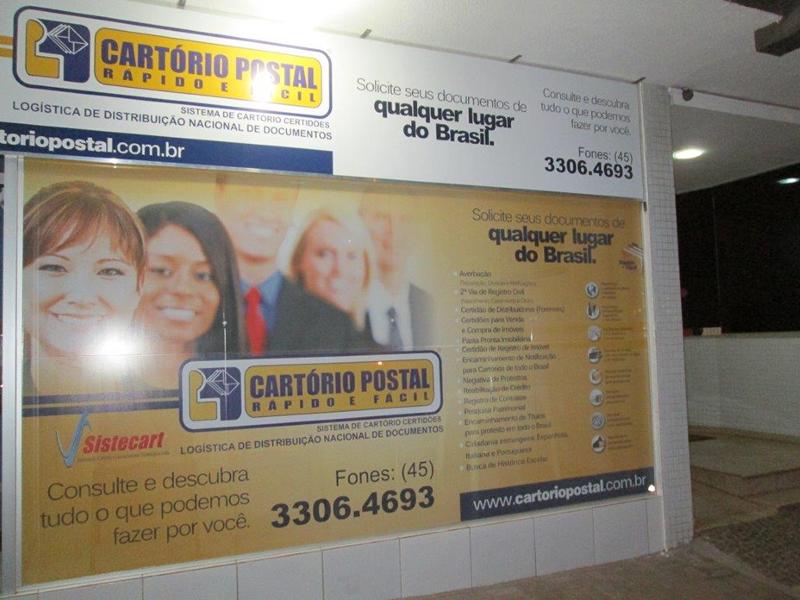 CARTÓRIO POSTAL
RÁPIDO E FÁCIL
SISTEMA DE CARTÓRIO CERTIDÕES
LOGÍSTICA DE DISTRIBUIÇÃO NACIONAL DE DOCUMENTOS
toriopostal.com.br
Solicite seus documentos de
qualquer lugar
do Brasil.
Consulte e descubra
tudo o que podemos
fazer por você.
Fones: (45)
3306.4693
Solicite seus documentos de
qualquer lugar
do Brasil.
Averbação
2ª Via de Registro Civil
Certidão de Distribuidores (Forenses)
Certidões para Venda
e Compra de Imóveis
Pasta Pronta Imobiliária
Certidão de Registro de Imóvel
Encaminhamento de Notificação
para Cartórios de todo o Brasil
Negativa de Protestos
Reabilitação de Crédito
Registro de Contratos
Pesquisa Patrimonial
Encaminhamento de Títulos
para protesto em todo o Brasil
Cidadania estrangeira: Espanhola,
Italiana e Portuguesa
Busca de Histórico Escolar
CARTÓRIO POSTAL
RÁPIDO E FÁCIL
SISTEMA DE CARTÓRIO CERTIDÕES
LOGÍSTICA DE DISTRIBUIÇÃO NACIONAL DE DOCUMENTOS
Sistecart
Consulte e descubra
tudo o que podemos
fazer por você.
Fones: (45)
3306.4693
www.cartoriopostal.com.br